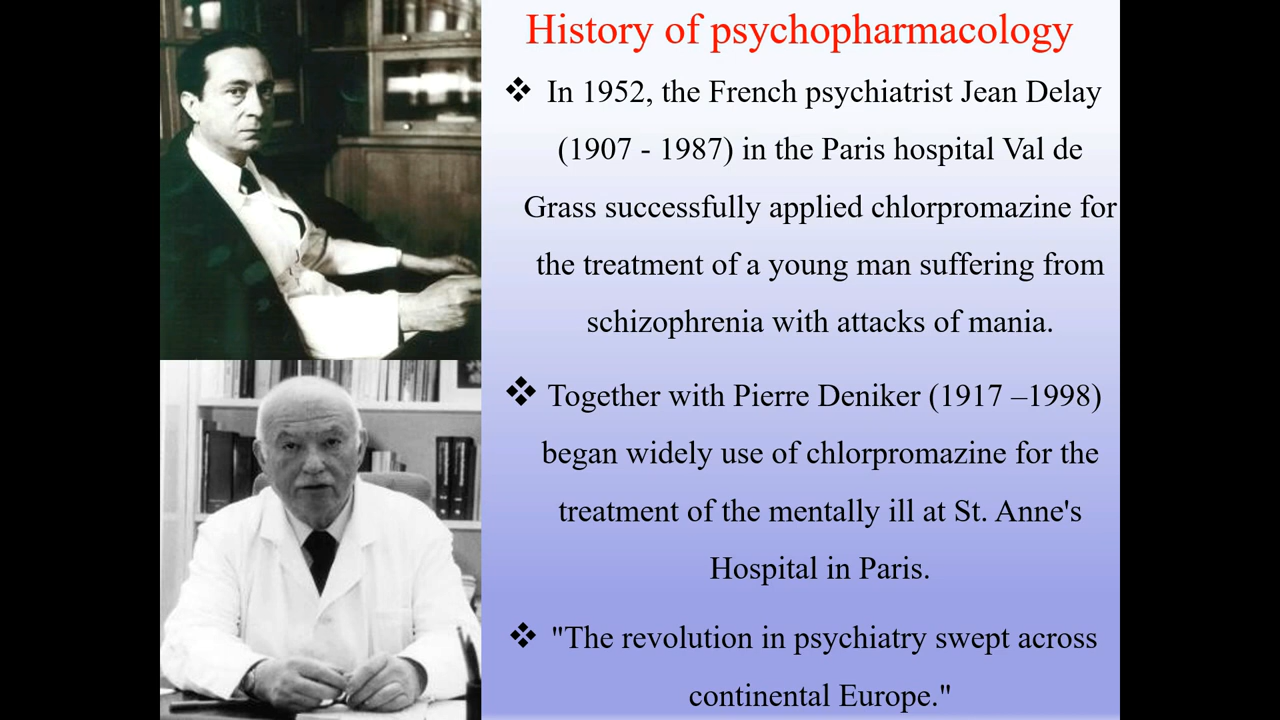 History of psychopharmacology
❖ In 1952, the French psychiatrist Jean Delay
(1907 - 1987) in the Paris hospital Val de
Grass successfully applied chlorpromazine for
the treatment of a young man suffering from
schizophrenia with attacks of mania.
❖ Together with Pierre Deniker (1917 –1998)
began widely use of chlorpromazine for the
treatment of the mentally ill at St. Anne's
Hospital in Paris.
❖ "The revolution in psychiatry swept across
continental Europe."